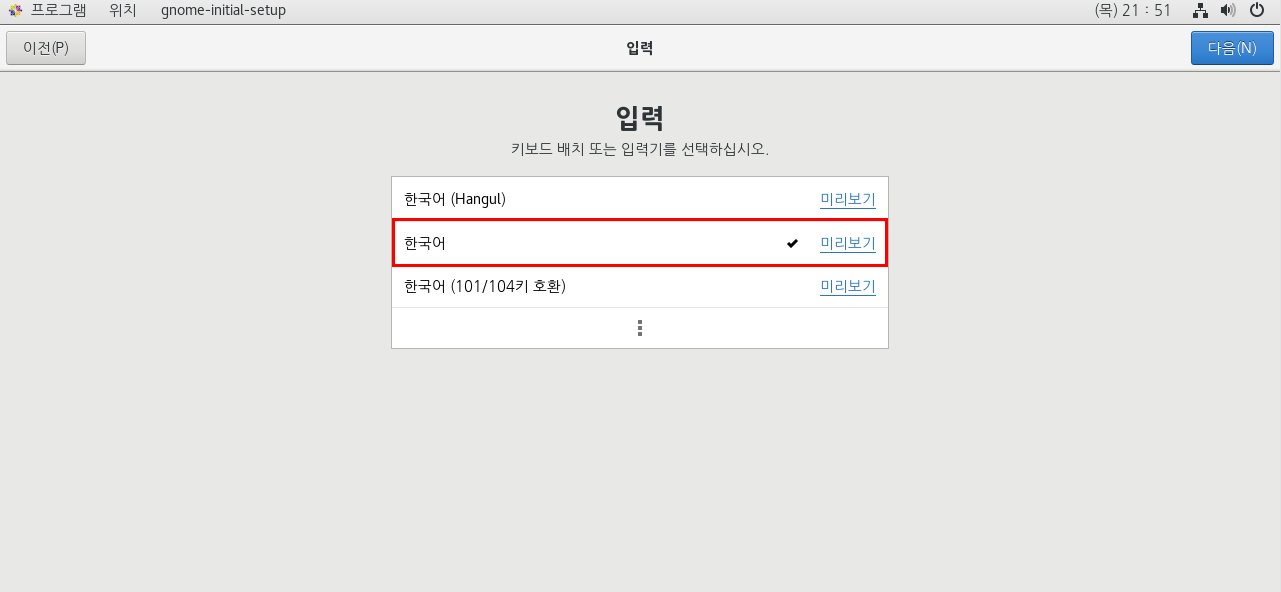 프로그램 위치 gnome-initial-setup (목) 21 : 51
이전(P) 입력 다음(N)
입력
키보드 배치 또는 입력기를 선택하십시오.
한국어 (Hangul) 미리보기
한국어 미리보기
한국어 (101/104키 호환) 미리보기